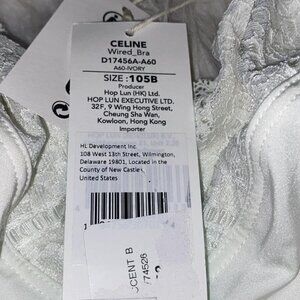 CELINE
Wired_Bra
D17456A-A60
A60-IVORY
SIZE : 105B
Producer
Hop Lun (HK) Ltd.
HOP LUN EXECUTIVE LTD.
32F, 9 Wing Hong Street,
Cheung Sha Wan,
Kowloon, Hong Kong
Importer
HL Development Inc.
108 West 13th Street, Wilmington,
Delaware 19801, Located in the
County of New Castle,
United States
CCENT B
174526